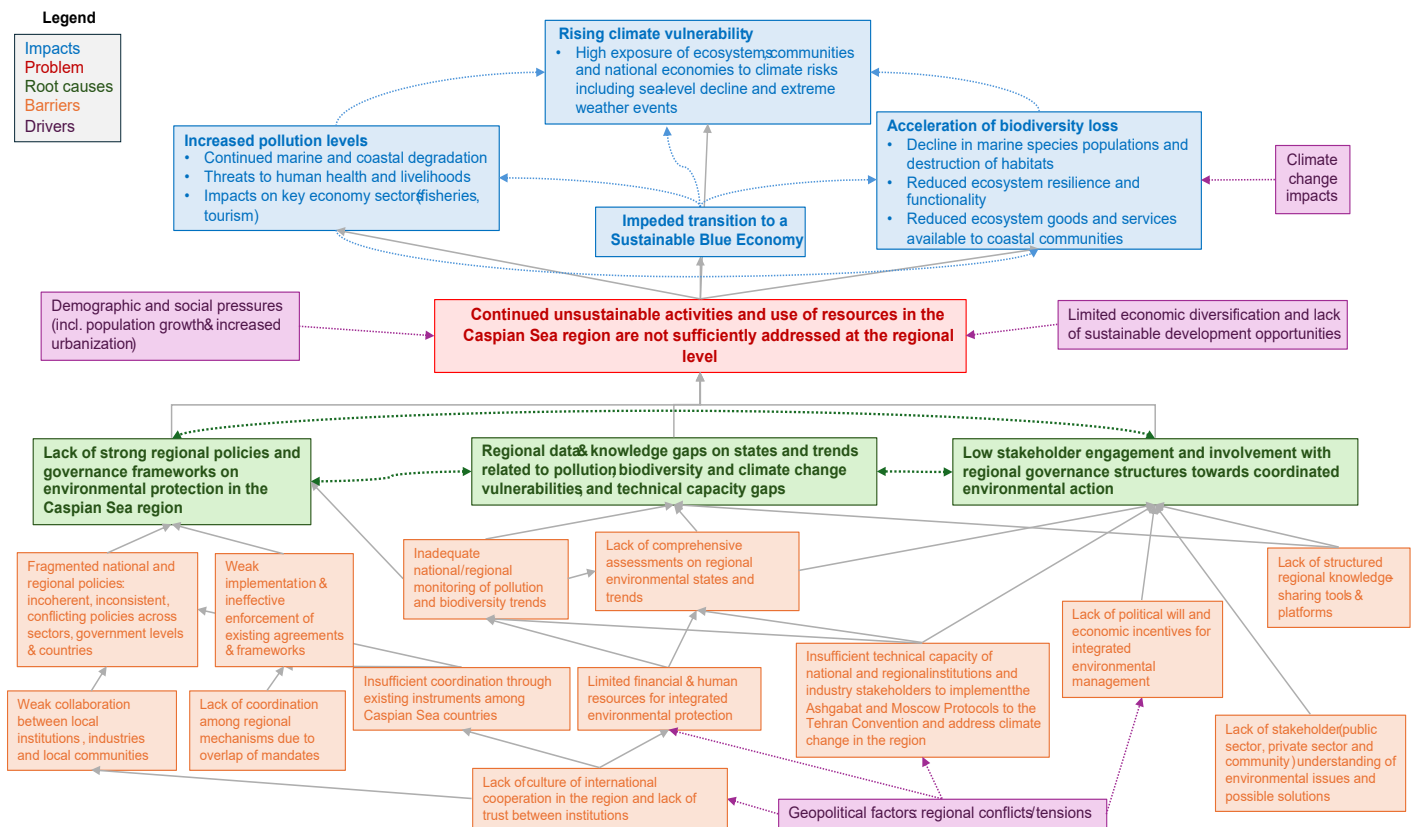 Legend
Impacts
Problem
Root causes
Barriers
Drivers
Rising climate vulnerability
• High exposure of ecosystems, communities
and national economies to climate risks
including sea-level decline and extreme
weather events
Increased pollution levels
• Continued marine and coastal degradation
• Threats to human health and livelihoods
• Impacts on key economy sectors (fisheries,
tourism)
Acceleration of biodiversity loss
• Decline in marine species populations and
destruction of habitats
• Reduced ecosystem resilience and
functionality
• Reduced ecosystem goods and services
available to coastal communities
Climate
change
impacts
Impeded transition to a
Sustainable Blue Economy
Demographic and social pressures
(incl. population growth & increased
urbanization)
Continued unsustainable activities and use of resources in the
Caspian Sea region are not sufficiently addressed at the regional
level
Limited economic diversification and lack
of sustainable development opportunities
Lack of strong regional policies and
governance frameworks on
environmental protection in the
Caspian Sea region
Regional data & knowledge gaps on states and trends
related to pollution, biodiversity and climate change
vulnerabilities, and technical capacity gaps
Low stakeholder engagement and involvement with
regional governance structures towards coordinated
environmental action
Fragmented national and
regional policies:
incoherent, inconsistent,
conflicting policies across
sectors, government levels
& countries
Weak
implementation &
ineffective
enforcement of
existing agreements
& frameworks
Inadequate
national/regional
monitoring of pollution
and biodiversity trends
Lack of comprehensive
assessments on regional
environmental states and
trends
Lack of structured
regional knowledge-
sharing tools &
platforms
Lack of political will and
economic incentives for
integrated
environmental
management
Insufficient technical capacity of
national and regional institutions and
industry stakeholders to implement the
Ashgabat and Moscow Protocols to the
Tehran Convention and address climate
change in the region
Weak collaboration
between local
institutions, industries
and local communities
Lack of coordination
among regional
mechanisms due to
overlap of mandates
Insufficient coordination through
existing instruments among
Caspian Sea countries
Limited financial & human
resources for integrated
environmental protection
Lack of stakeholder (public
sector, private sector and
community) understanding of
environmental issues and
possible solutions
Lack of culture of international
cooperation in the region and lack of
trust between institutions
Geopolitical factors: regional conflicts/tensions